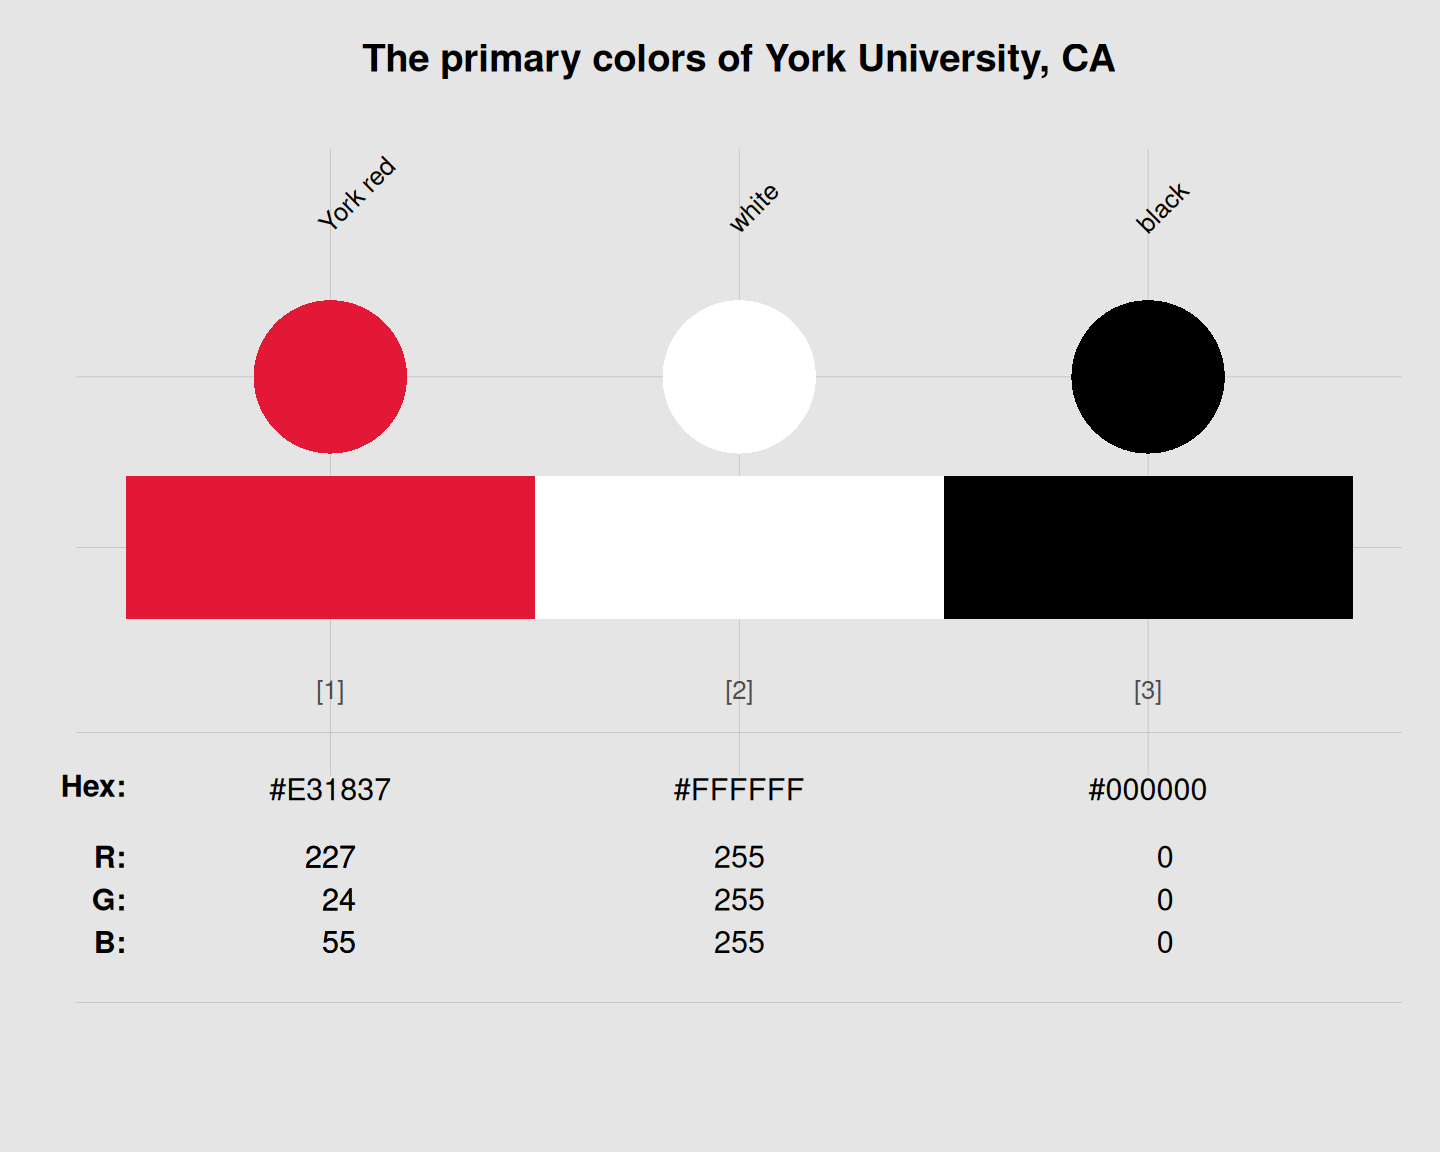 The primary colors of York University, CA
York red white black
[1] [2] [3]
Hex: #E31837 #FFFFFF #000000
R: 227 255 0
G: 24 255 0
B: 55 255 0